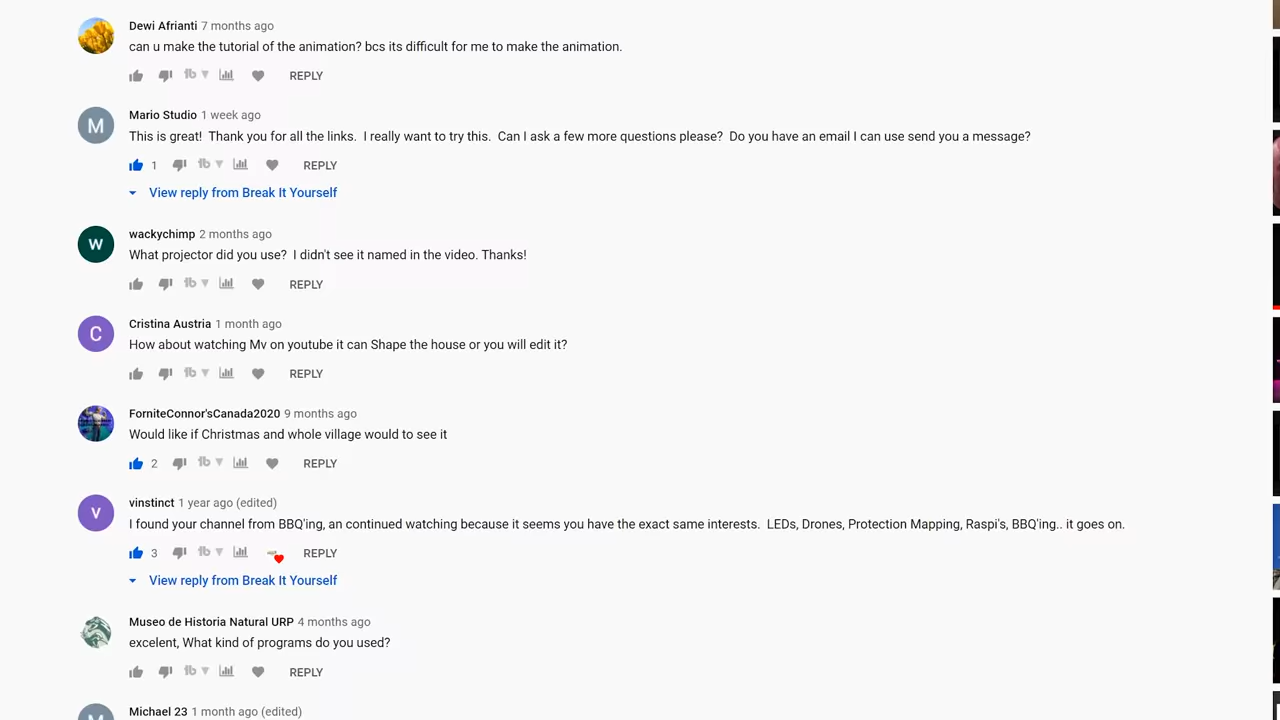 Dewi Afrianti 7 months ago
can u make the tutorial of the animation? bcs its difficult for me to make the animation.
REPLY
M
Mario Studio 1 week ago
This is great!  Thank you for all the links.  I really want to try this.  Can I ask a few more questions please?  Do you have an email I can use send you a message?
1 REPLY
View reply from Break It Yourself
W
wackychimp 2 months ago
What projector did you use?  I didn't see it named in the video. Thanks!
REPLY
C
Cristina Austria 1 month ago
How about watching Mv on youtube it can Shape the house or you will edit it?
REPLY
ForniteConnor'sCanada2020 9 months ago
Would like if Christmas and whole village would to see it
2 REPLY
V
vinstinct 1 year ago (edited)
I found your channel from BBQ'ing, an continued watching because it seems you have the exact same interests.  LEDs, Drones, Protection Mapping, Raspi's, BBQ'ing.. it goes on.
3 REPLY
View reply from Break It Yourself
Museo de Historia Natural URP 4 months ago
excelent, What kind of programs do you used?
REPLY
Michael 23 1 month ago (edited)